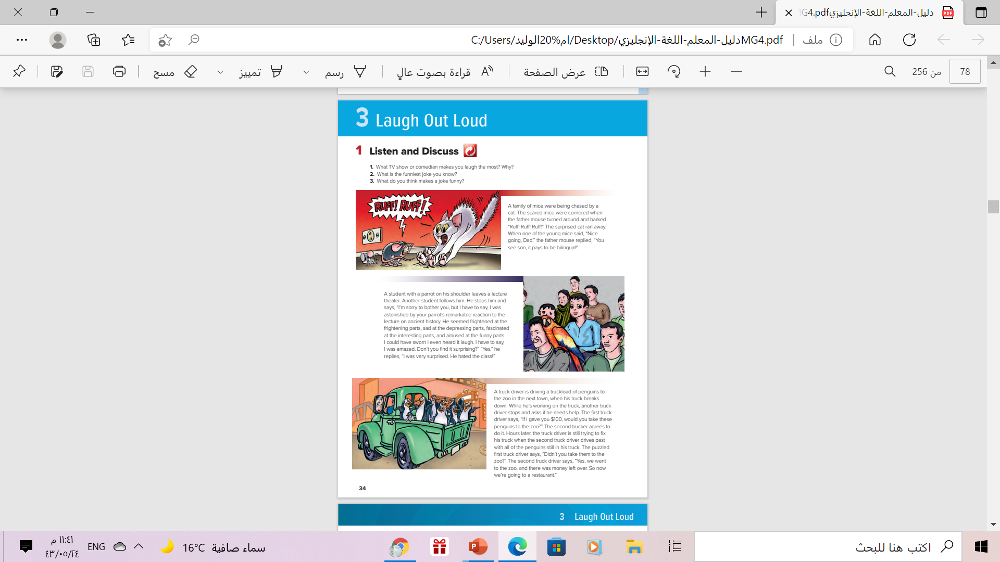 دليل-المعلم-اللغة-الإنجليزيMG4.pdf
ملف
C:/Users/ام%20الوليد/Desktop/دليل-المعلم-اللغة-الإنجليزيMG4.pdf
78
من 256
عرض الصفحة
قراءة بصوت عالٍ
رسم
تمييز
مسح
3 Laugh Out Loud
1 Listen and Discuss
1. What TV show or comedian makes you laugh the most? Why?
2. What is the funniest joke you know?
3. What do you think makes a joke funny?
RUFF! RUFF!
A family of mice were being chased by a
cat. The scared mice were cornered when
the father mouse turned around and barked
“Ruff! Ruff! Ruff!” The surprised cat ran away.
When one of the young mice said, “Nice
going, Dad,” the father mouse replied, “You
see son, it pays to be bilingual!”
A student with a parrot on his shoulder leaves a lecture
theater. Another student follows him. He stops him and
says, “I’m sorry to bother you, but I have to say, I was
astonished by your parrot’s remarkable reaction to the
lecture on ancient history. He seemed frightened at the
frightening parts, sad at the depressing parts, fascinated
at the interesting parts, and amused at the funny parts.
I could have sworn I even heard it laugh. I have to say,
I was amazed. Don’t you find it surprising?” “Yes,” he
replies, “I was very surprised. He hated the class!”
A truck driver is driving a truckload of penguins to
the zoo in the next town, when his truck breaks
down. While he’s working on the truck, another truck
driver stops and asks if he needs help. The first truck
driver says, “If I gave you $100, would you take these
penguins to the zoo?” The second trucker agrees to
do it. Hours later, the truck driver is still trying to fix
his truck when the second truck driver drives past
with all of the penguins still in his truck. The puzzled
first truck driver says, “Didn’t you take them to the
zoo?” The second truck driver says, “Yes, we went
to the zoo, and there was money left over. So now
we’re going to a restaurant.”
34
3 Laugh Out Loud
اكتب هنا للبحث
16°C سماء صافية
ENG
١١:٤١ م
٤٣/٠٥/٢٤